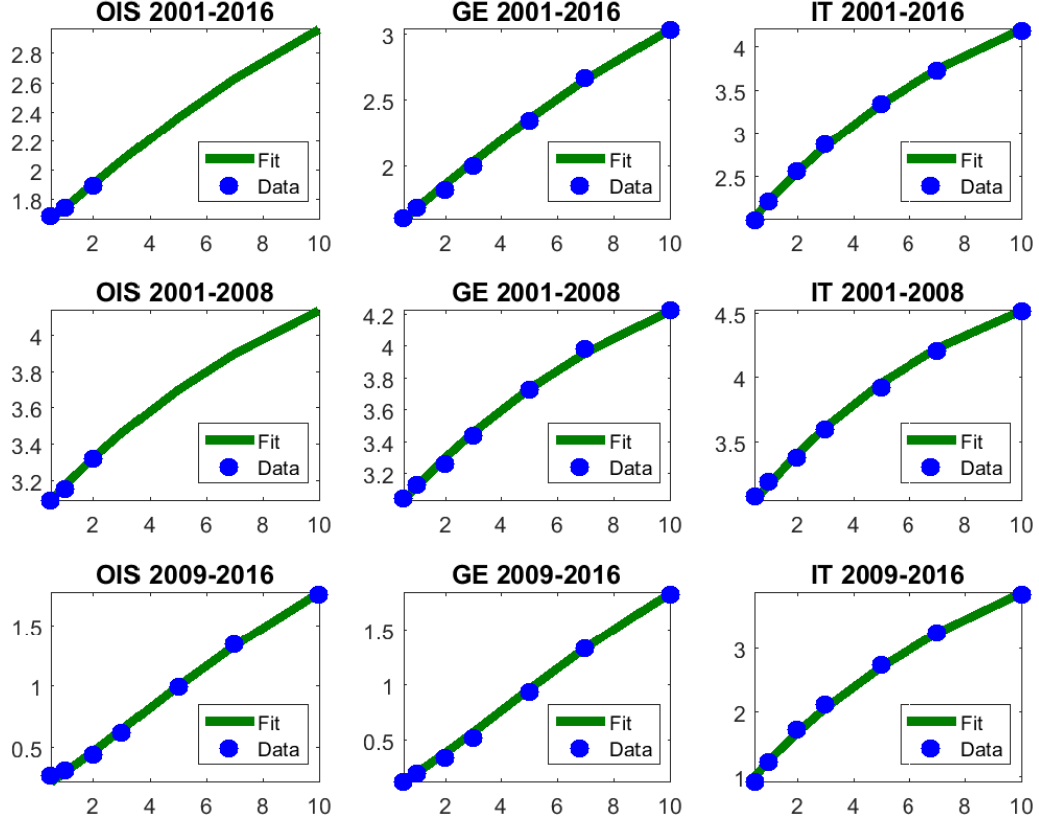 OIS 2001-2016
2.8
2.6
2.4
2.2
2
1.8
Fit
Data
2 4 6 8 10
GE 2001-2016
3
2.5
2
Fit
Data
2 4 6 8 10
IT 2001-2016
4
3.5
3
2.5
Fit
Data
2 4 6 8 10
OIS 2001-2008
4
3.8
3.6
3.4
3.2
Fit
Data
2 4 6 8 10
GE 2001-2008
4.2
4
3.8
3.6
3.4
3.2
Fit
Data
2 4 6 8 10
IT 2001-2008
4.5
4
3.5
Fit
Data
2 4 6 8 10
OIS 2009-2016
1.5
1
0.5
Fit
Data
2 4 6 8 10
GE 2009-2016
1.5
1
0.5
Fit
Data
2 4 6 8 10
IT 2009-2016
3
2
1
Fit
Data
2 4 6 8 10